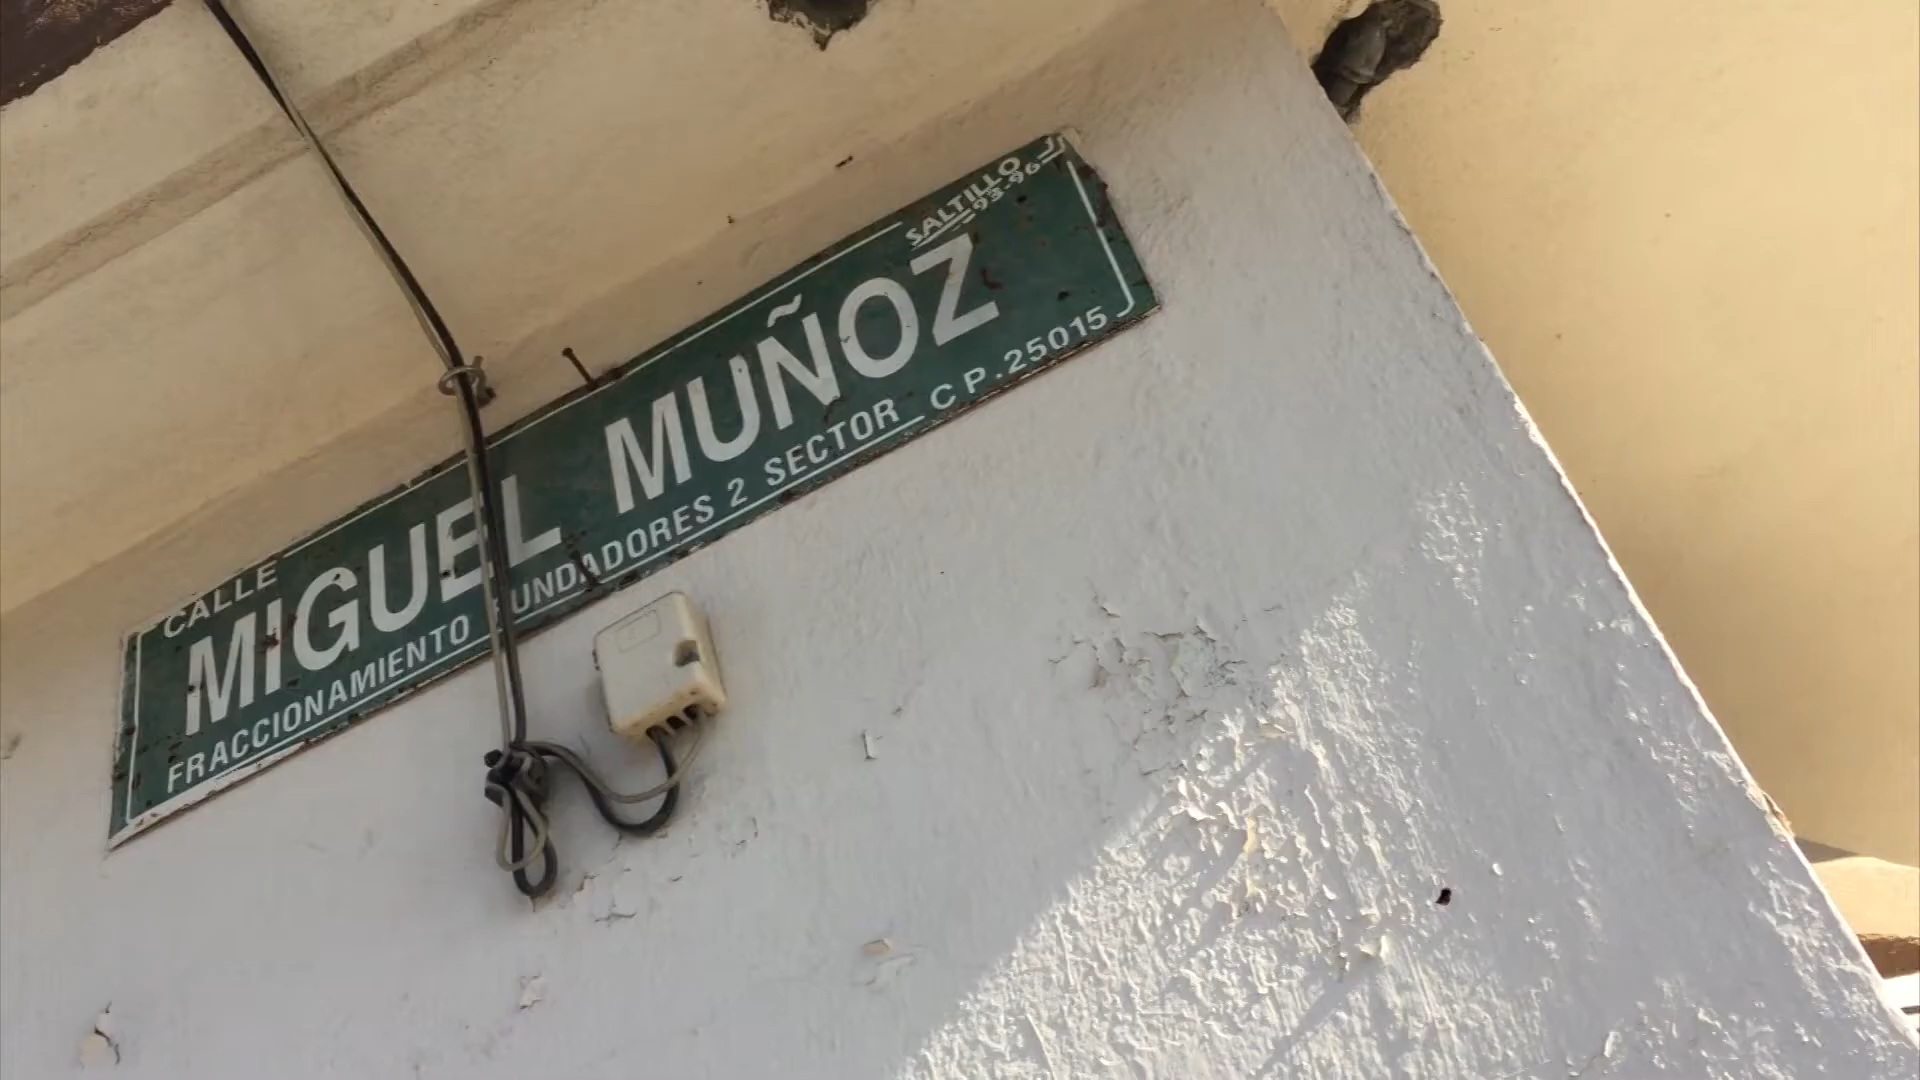 CALLE
SALTILLO
93-96
MIGUEL MUÑOZ
FRACCIONAMIENTO FUNDADORES 2 SECTOR C P. 25015